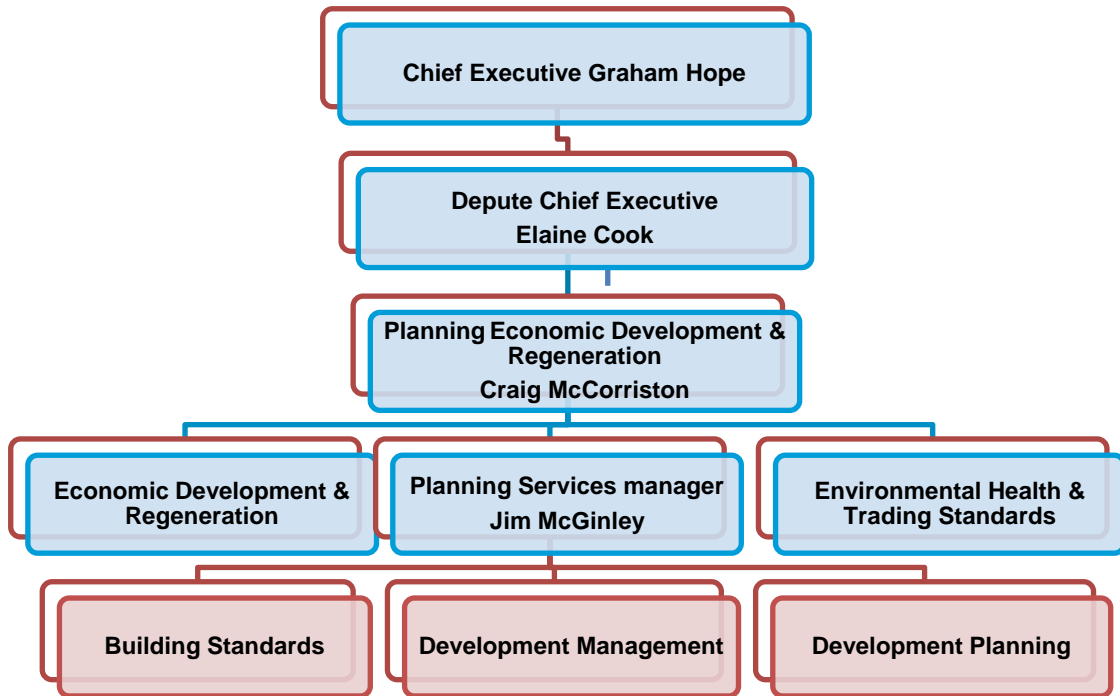 Chief Executive Graham Hope
Depute Chief Executive
Elaine Cook
Planning Economic Development &
Regeneration
Craig McCorriston
Economic Development &
Regeneration
Planning Services manager
Jim McGinley
Environmental Health &
Trading Standards
Building Standards
Development Management
Development Planning